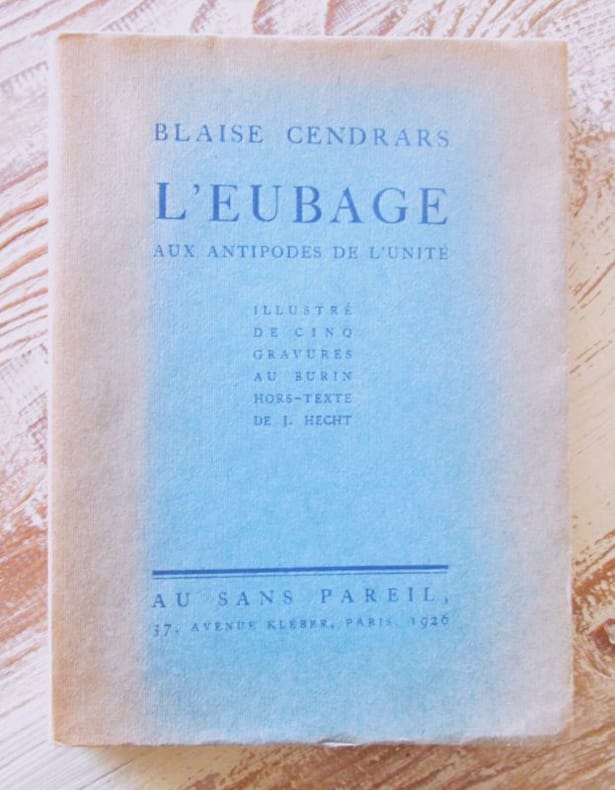 BLAISE CENDRARS
L'EUBAGE
AUX ANTIPODES DE L'UNITÉ
ILLUSTRÉ
DE CINQ
GRAVURES
AU BURIN
HORS-TEXTE
DE J. HECHT
AU SANS PAREIL,
37, AVENUE KLÉBER, PARIS, 1926